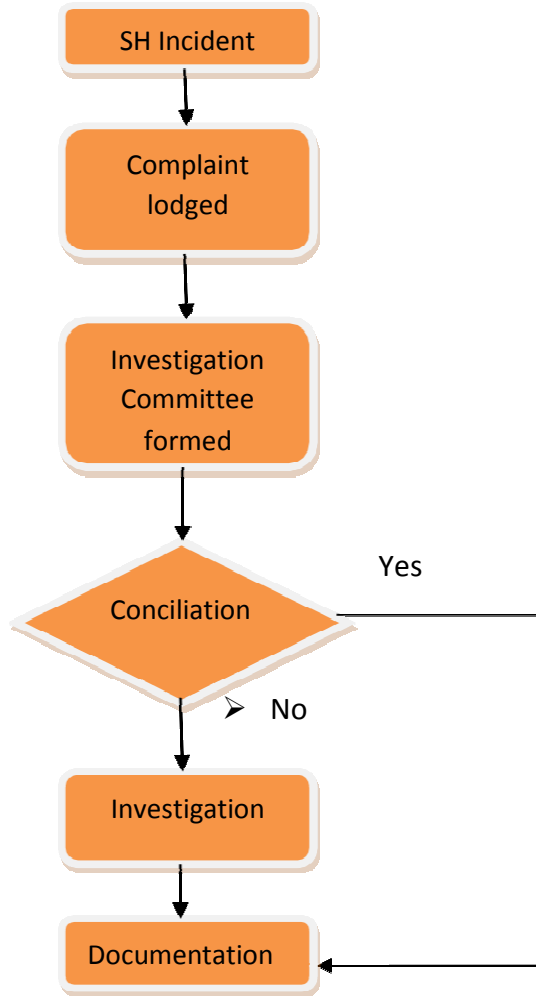 SH Incident
Complaint
lodged
Investigation
Committee
formed
Yes
Conciliation
➢ No
Investigation
Documentation